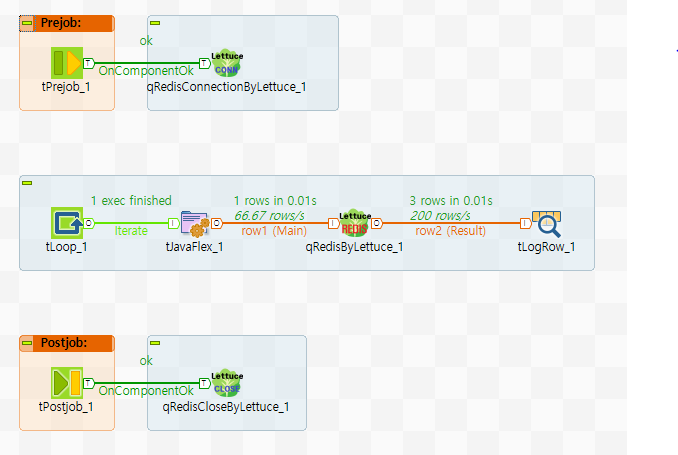 Prejob:
ok
Lettuce
CONN
OnComponentOk
tPrejob_1
qRedisConnectionByLettuce_1
1 exec finished
1 rows in 0.01s
3 rows in 0.01s
66.67 rows/s
200 rows/s
Lettuce
REDIS
Iterate
row1 (Main)
row2 (Result)
tLoop_1
tJavaFlex_1
qRedisByLettuce_1
tLogRow_1
Postjob:
ok
Lettuce
CLOSE
OnComponentOk
tPostjob_1
qRedisCloseByLettuce_1